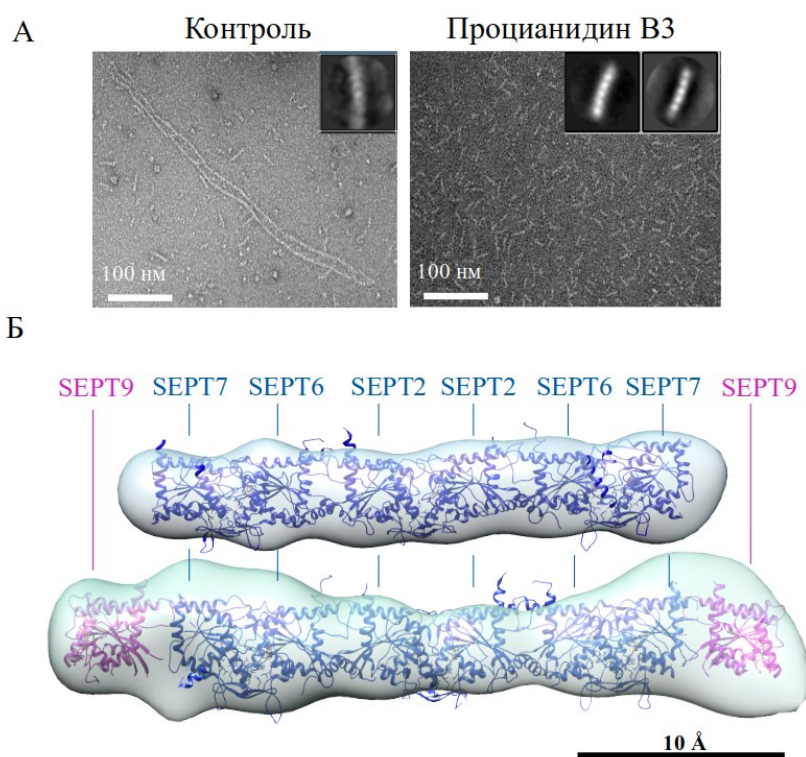 А
Контроль
Процианидин В3
100 нм
100 нм
Б
SEPT9 SEPT7 SEPT6 SEPT2 SEPT2 SEPT6 SEPT7 SEPT9
10 Å